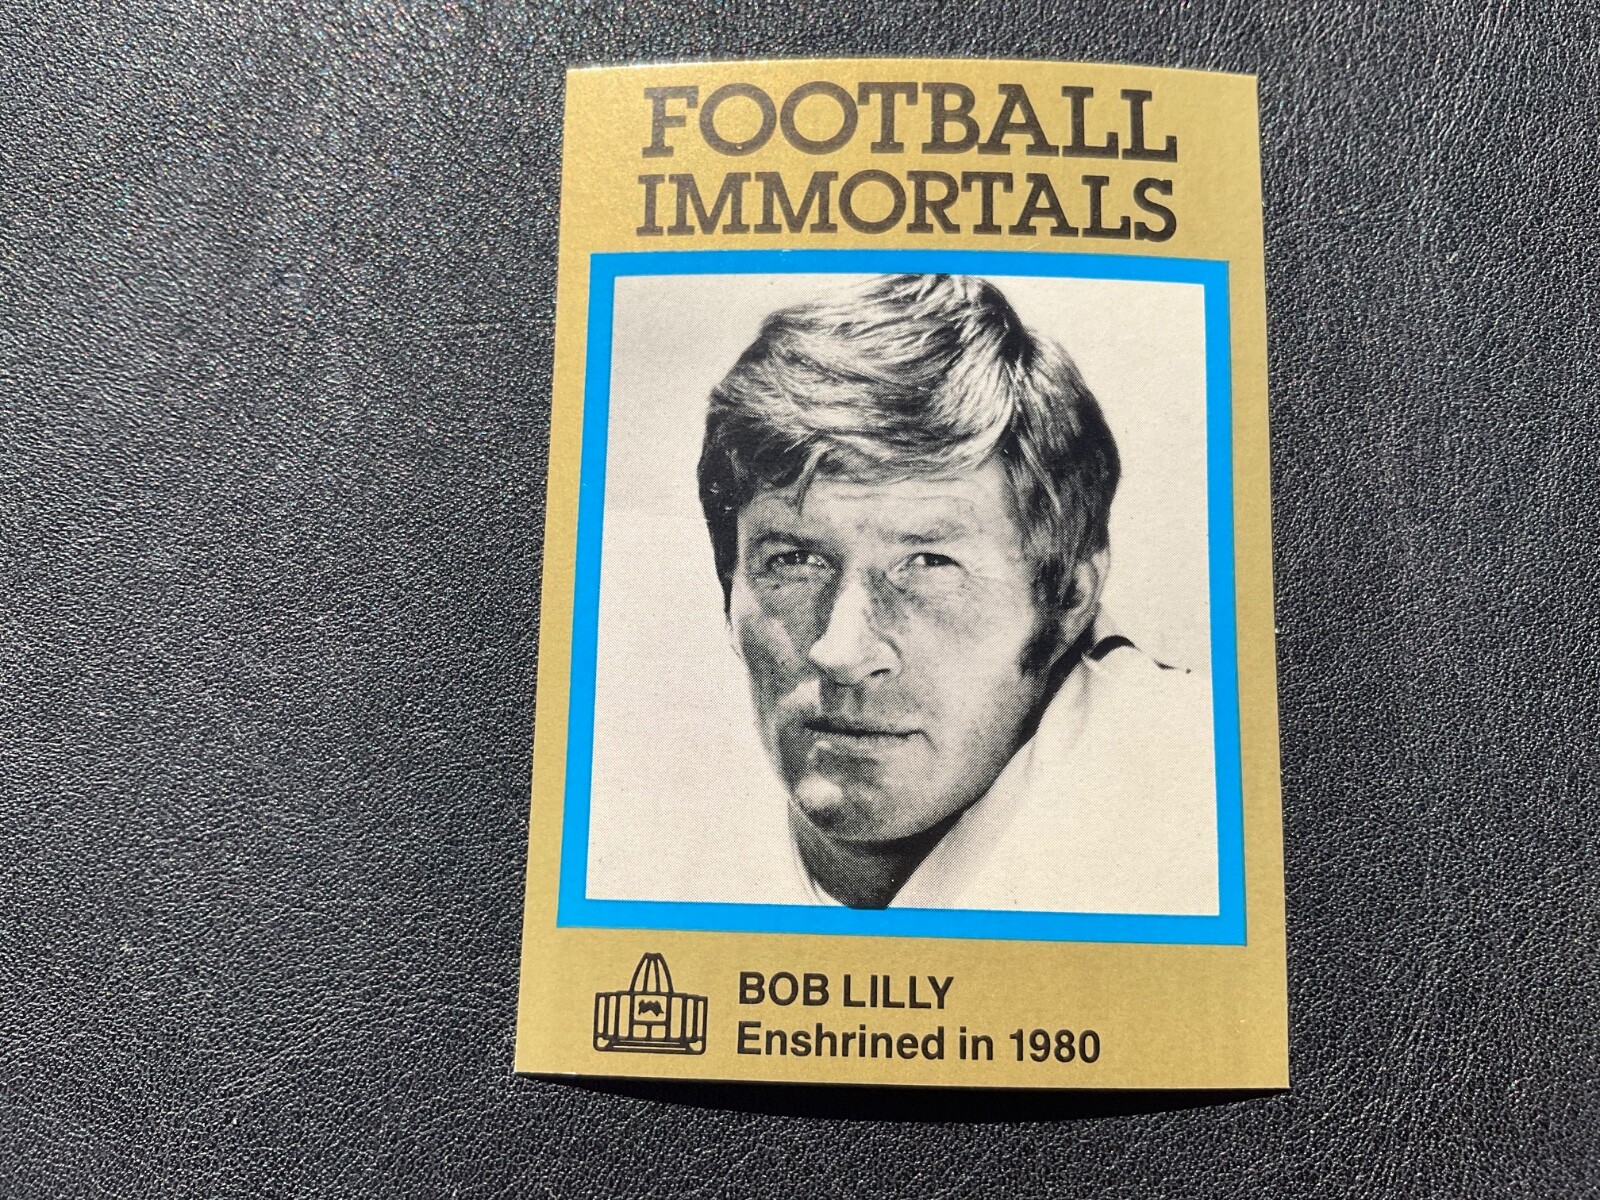 FOOTBALL
IMMORTALS
BOB LILLY
Enshrined in 1980